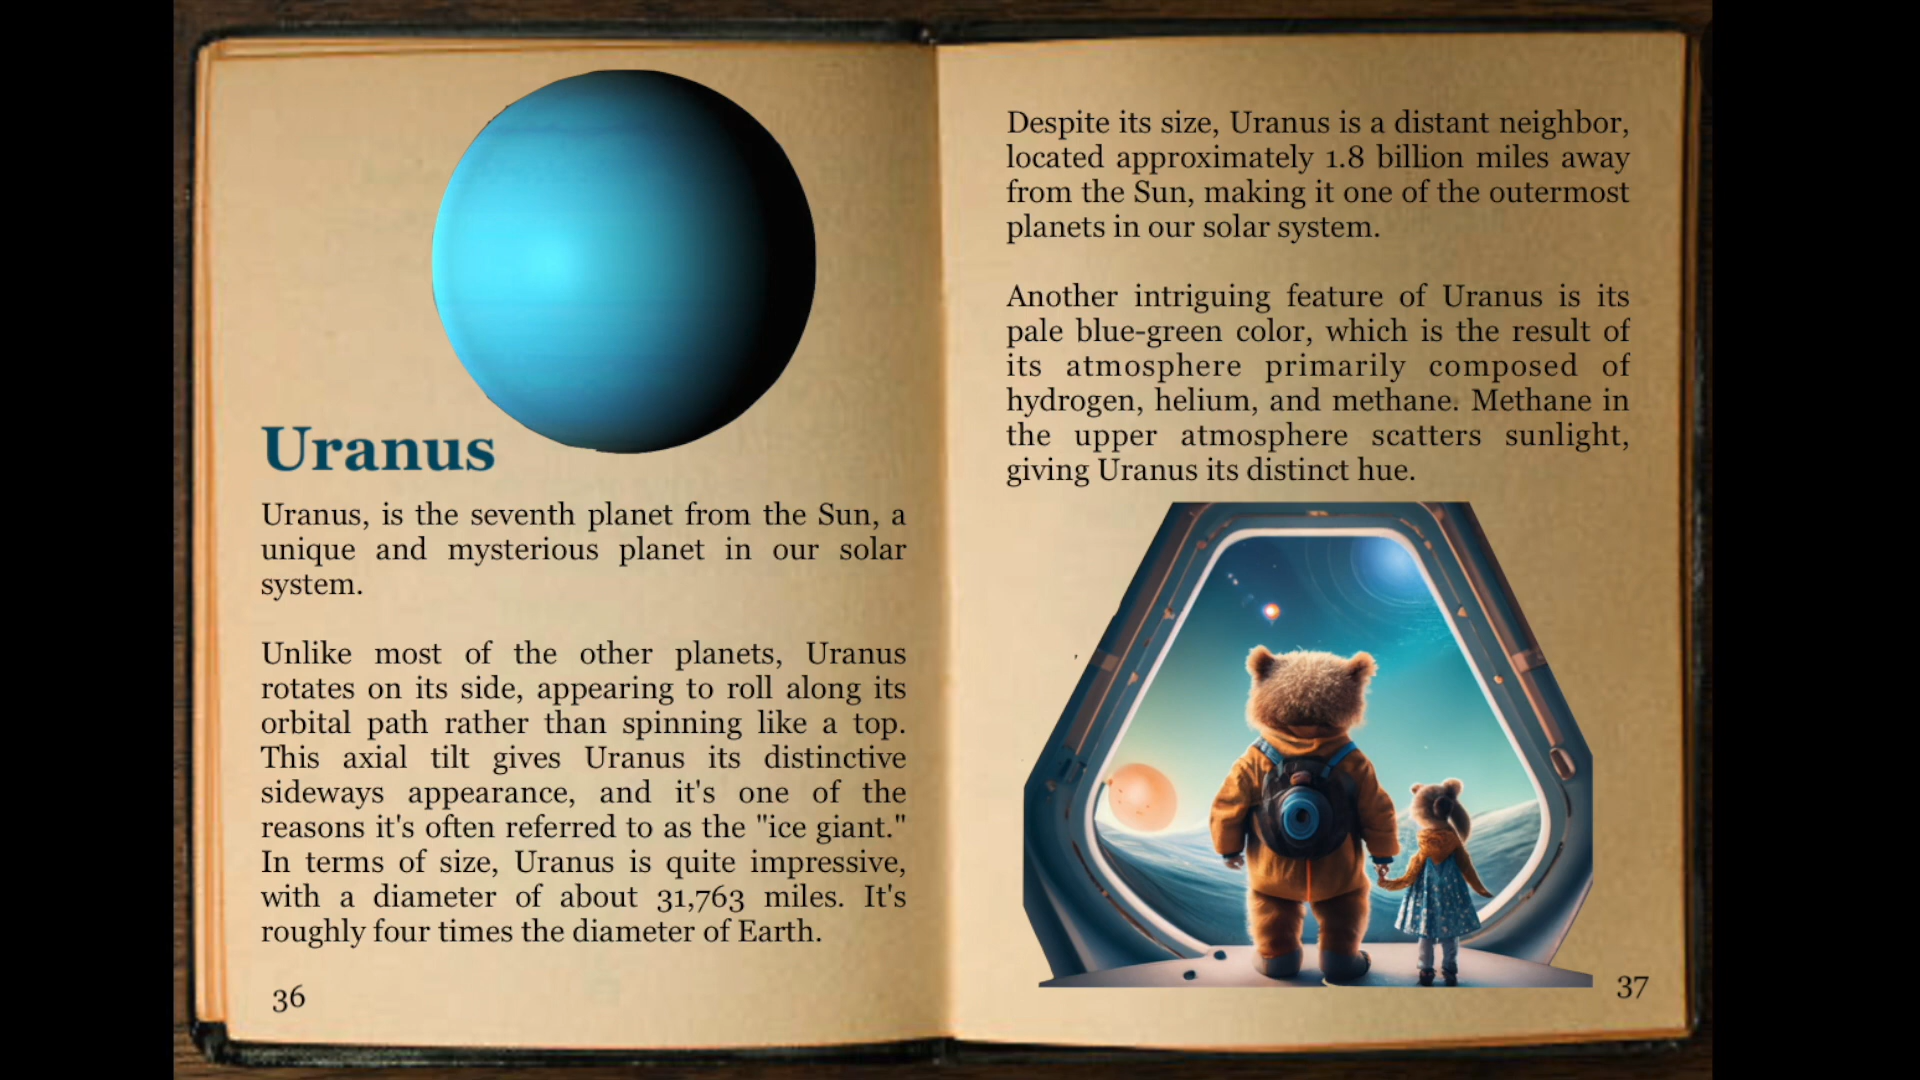 Uranus
Uranus, is the seventh planet from the Sun, a
unique and mysterious planet in our solar
system.
Unlike most of the other planets, Uranus
rotates on its side, appearing to roll along its
orbital path rather than spinning like a top.
This axial tilt gives Uranus its distinctive
sideways appearance, and it's one of the
reasons it's often referred to as the "ice giant."
In terms of size, Uranus is quite impressive,
with a diameter of about 31,763 miles. It's
roughly four times the diameter of Earth.
36
Despite its size, Uranus is a distant neighbor,
located approximately 1.8 billion miles away
from the Sun, making it one of the outermost
planets in our solar system.
Another intriguing feature of Uranus is its
pale blue-green color, which is the result of
its atmosphere primarily composed of
hydrogen, helium, and methane. Methane in
the upper atmosphere scatters sunlight,
giving Uranus its distinct hue.
37